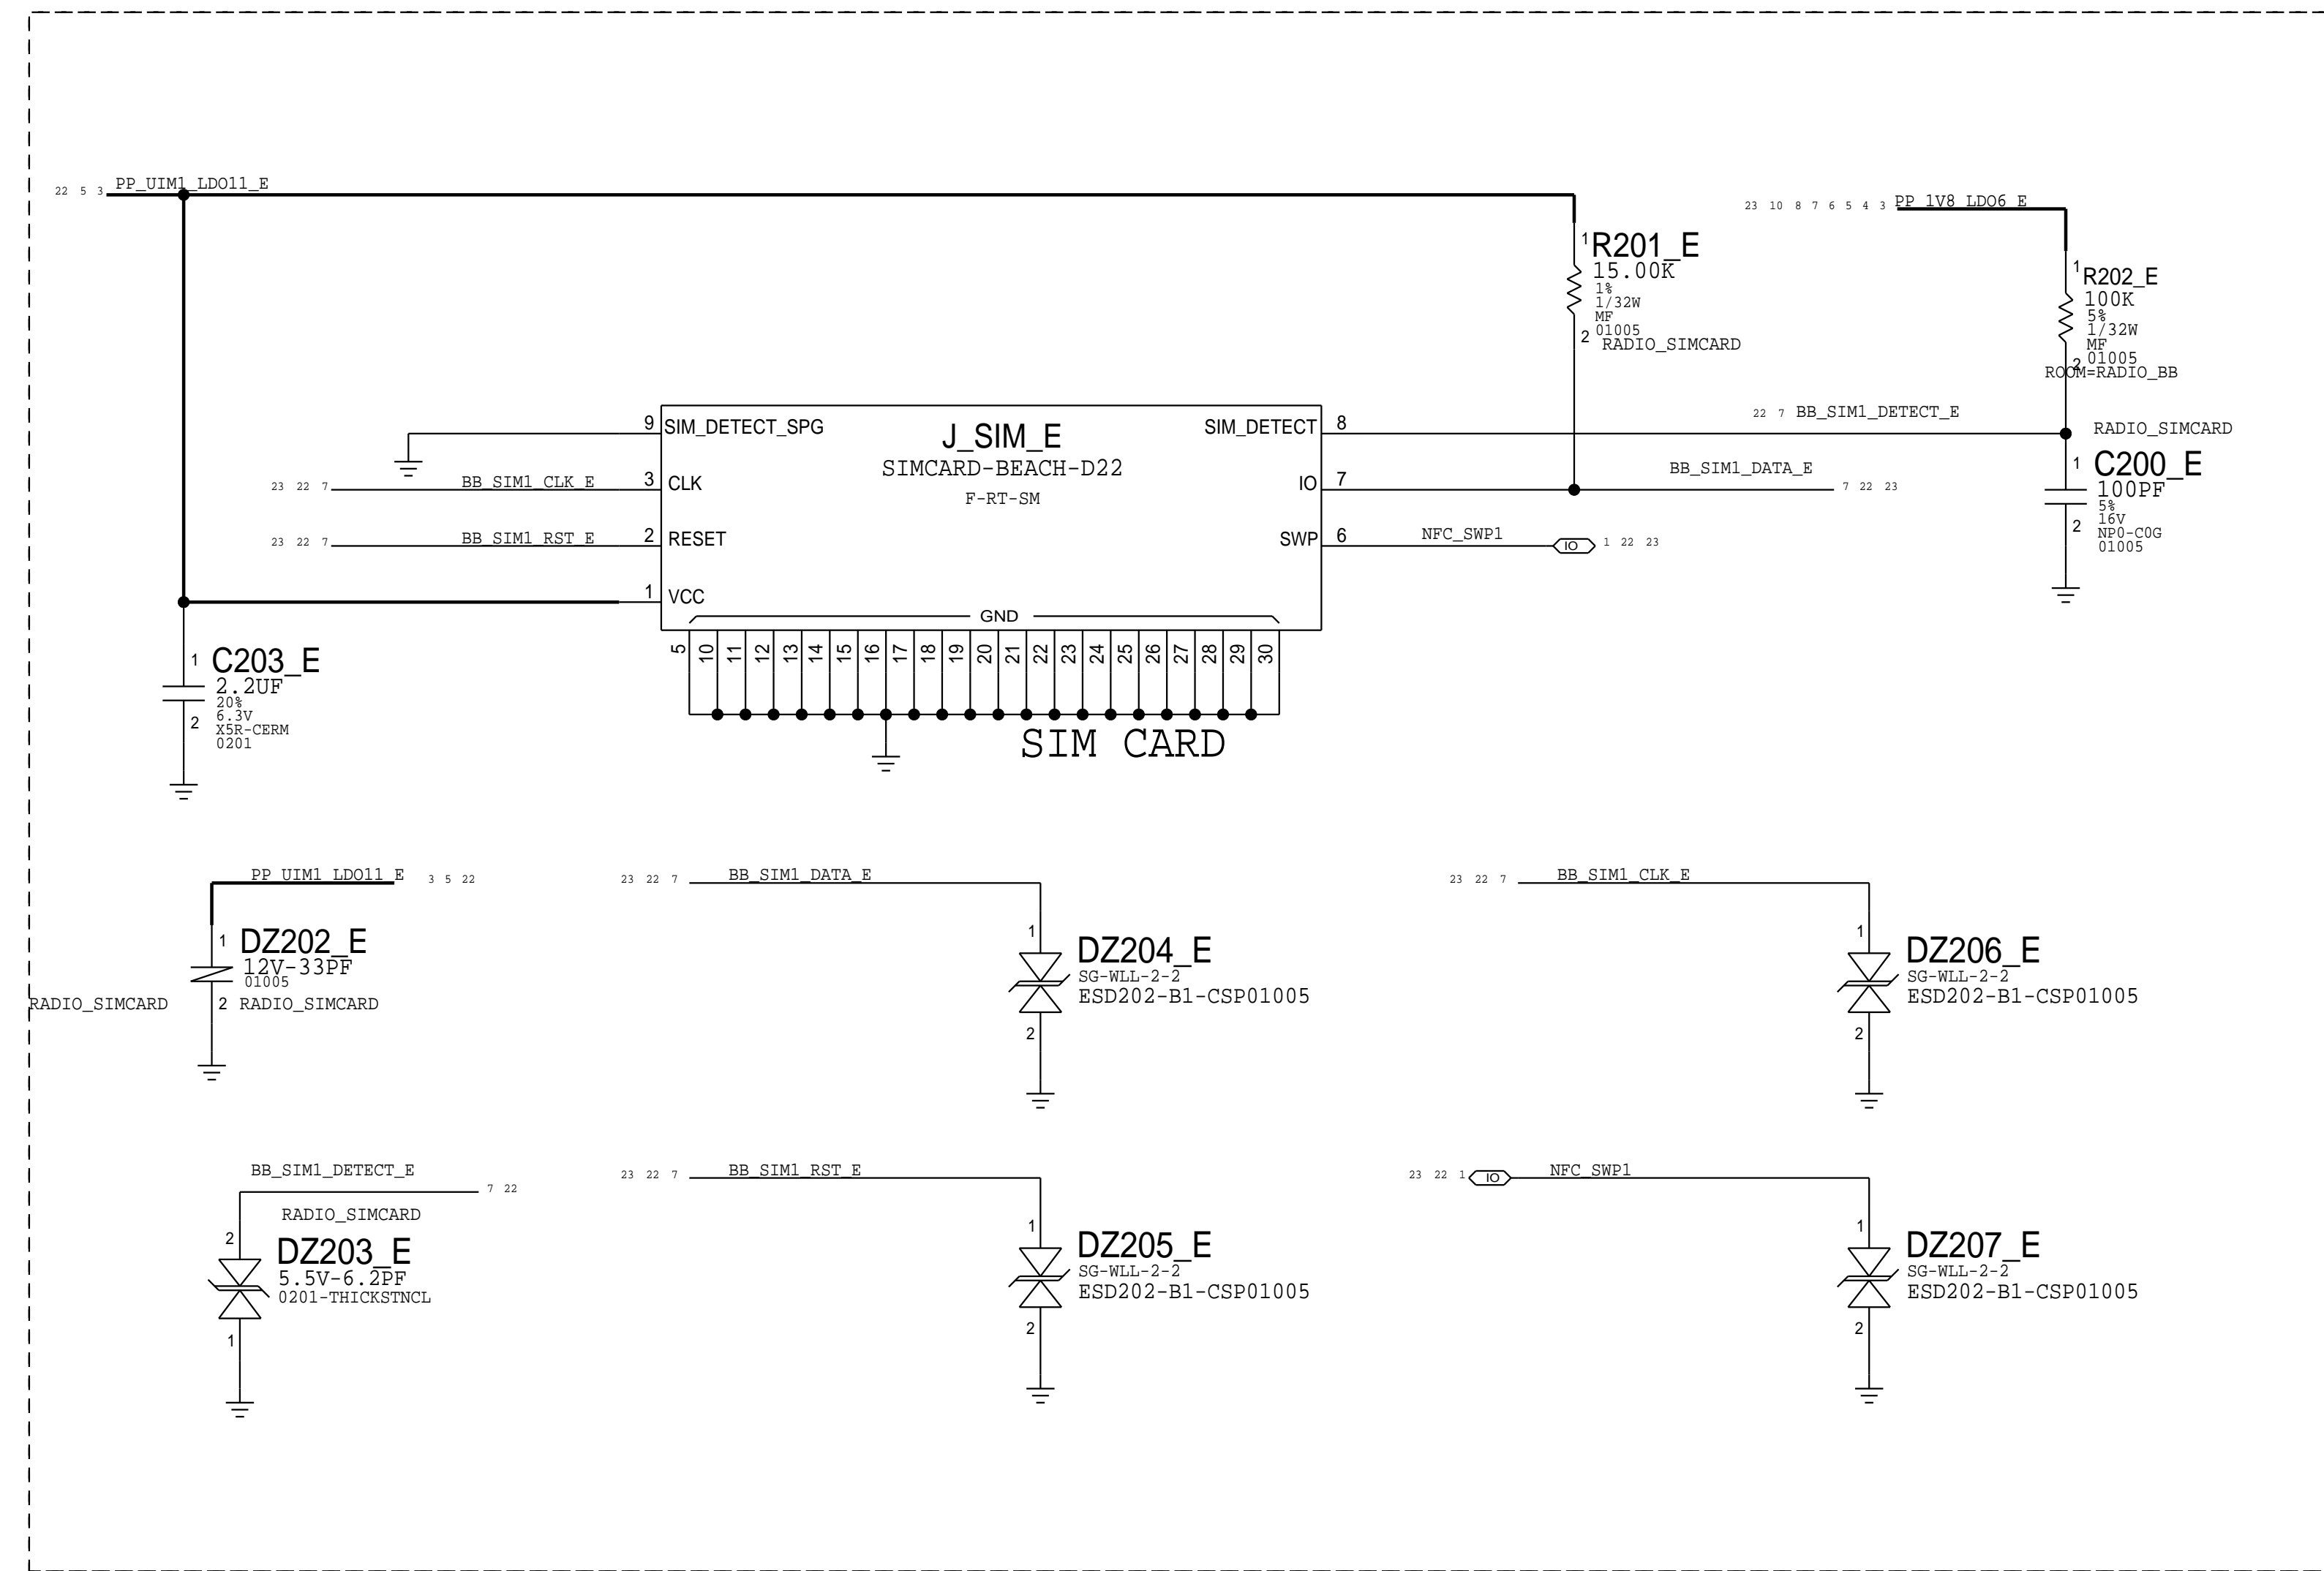 22 5 3 PP_UIM1_LDO11_E
23 10 8 7 6 5 4 3 PP_1V8_LDO6_E
1 R201_E
15.00K
1%
1/32W
MF
01005
2 RADIO_SIMCARD
1 R202_E
100K
5%
1/32W
MF
01005
2
ROOM=RADIO_BB
J_SIM_E
SIMCARD-BEACH-D22
F-RT-SM
9 SIM_DETECT_SPG
23 22 7 BB_SIM1_CLK_E 3 CLK
23 22 7 BB_SIM1_RST_E 2 RESET
1 VCC
SIM_DETECT 8 22 7 BB_SIM1_DETECT_E
IO 7 BB_SIM1_DATA_E 7 22 23
SWP 6 NFC_SWP1 IO 1 22 23
GND
5 10 11 12 13 14 15 16 17 18 19 20 21 22 23 24 25 26 27 28 29 30
RADIO_SIMCARD
1 C200_E
100PF
5%
16V
2 NP0-C0G
01005
1 C203_E
2.2UF
20%
6.3V
2 X5R-CERM
0201
SIM CARD
PP_UIM1_LDO11_E 3 5 22
1 DZ202_E
12V-33PF
01005
RADIO_SIMCARD 2 RADIO_SIMCARD
23 22 7 BB_SIM1_DATA_E
1 DZ204_E
SG-WLL-2-2
ESD202-B1-CSP01005
2
23 22 7 BB_SIM1_CLK_E
1 DZ206_E
SG-WLL-2-2
ESD202-B1-CSP01005
2
BB_SIM1_DETECT_E 7 22
RADIO_SIMCARD
2 DZ203_E
5.5V-6.2PF
0201-THICKSTNCL
1
23 22 7 BB_SIM1_RST_E
1 DZ205_E
SG-WLL-2-2
ESD202-B1-CSP01005
2
23 22 1 IO NFC_SWP1
1 DZ207_E
SG-WLL-2-2
ESD202-B1-CSP01005
2